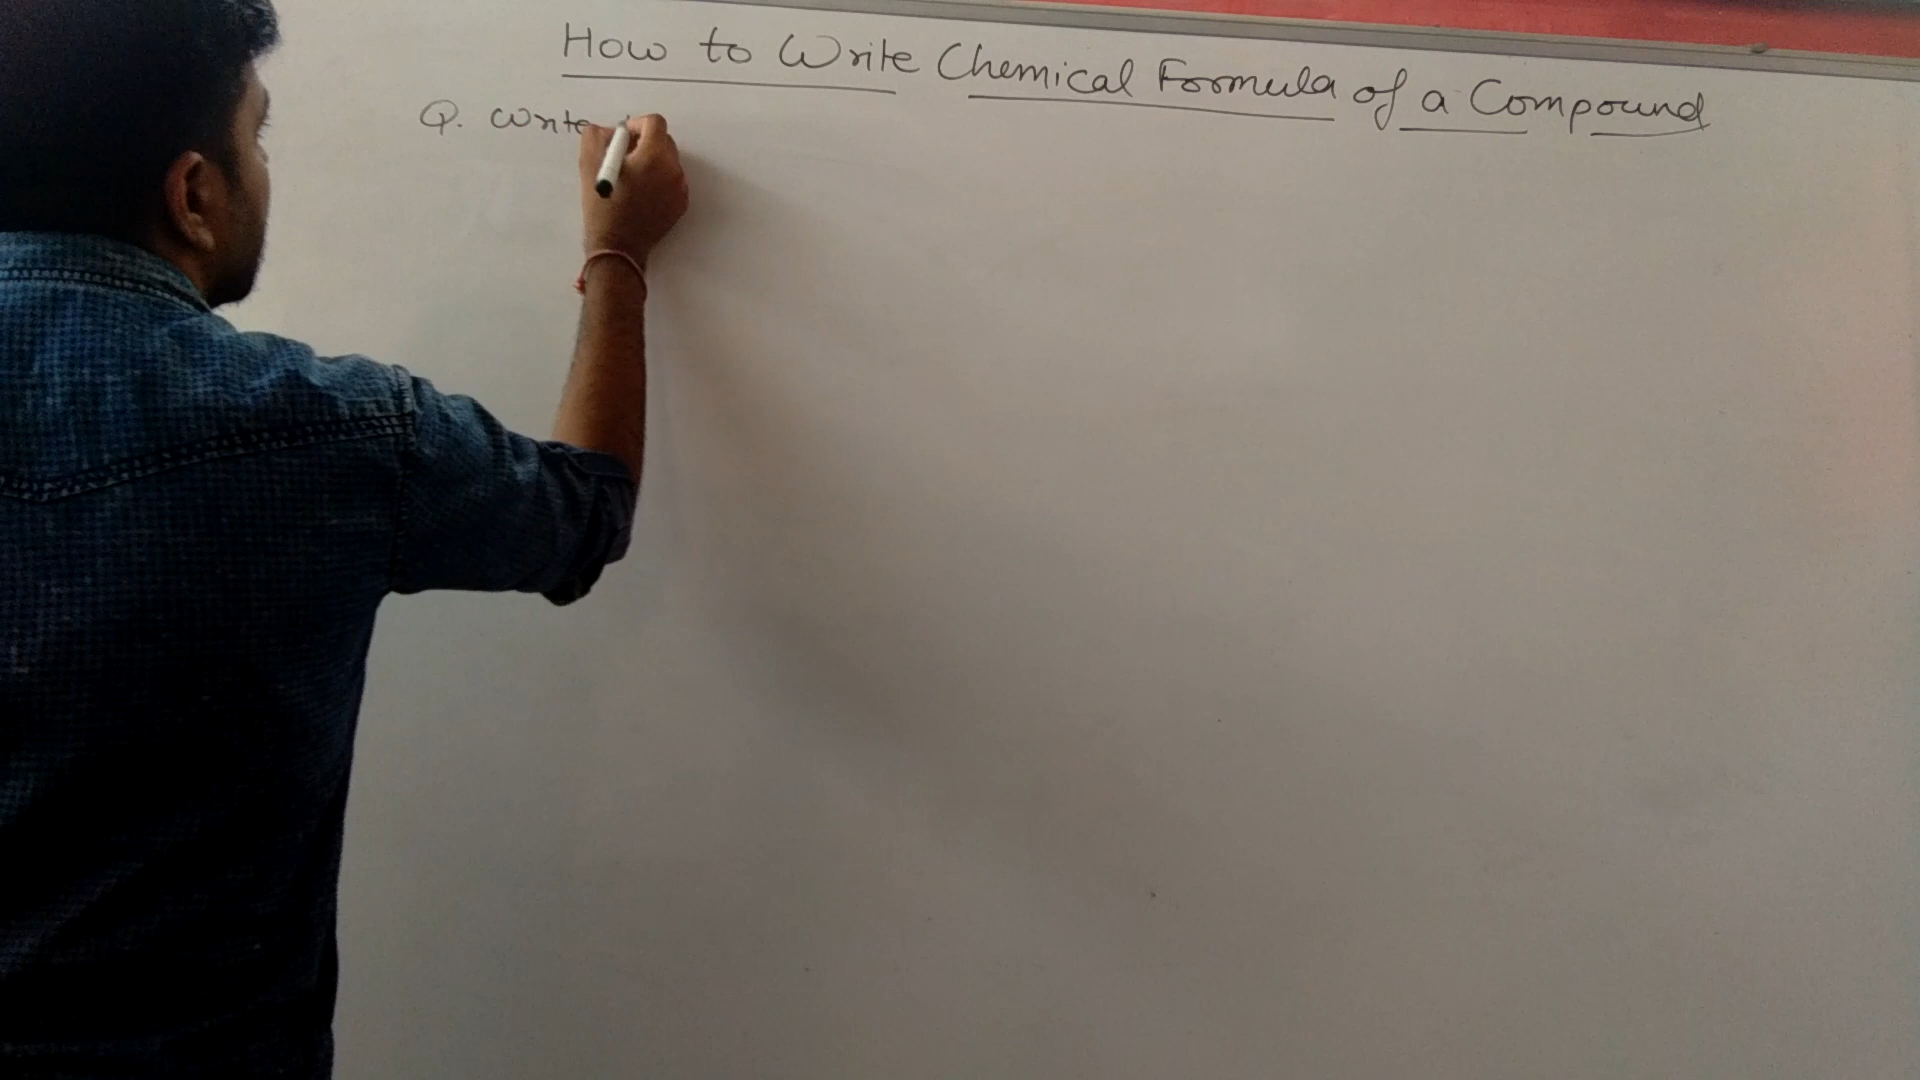 How to Write Chemical Formula of a Compound
Q. Write